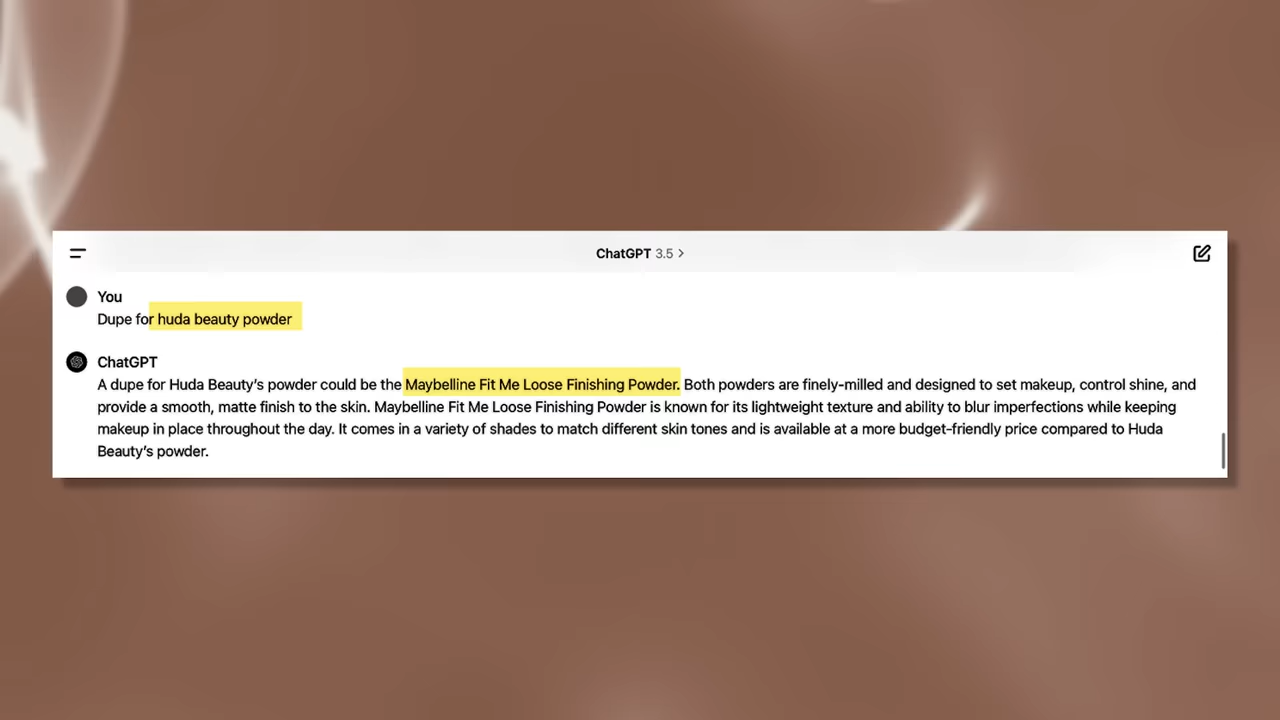 ChatGPT 3.5 >
You
Dupe for huda beauty powder
ChatGPT
A dupe for Huda Beauty's powder could be the Maybelline Fit Me Loose Finishing Powder. Both powders are finely-milled and designed to set makeup, control shine, and
provide a smooth, matte finish to the skin. Maybelline Fit Me Loose Finishing Powder is known for its lightweight texture and ability to blur imperfections while keeping
makeup in place throughout the day. It comes in a variety of shades to match different skin tones and is available at a more budget-friendly price compared to Huda
Beauty's powder.